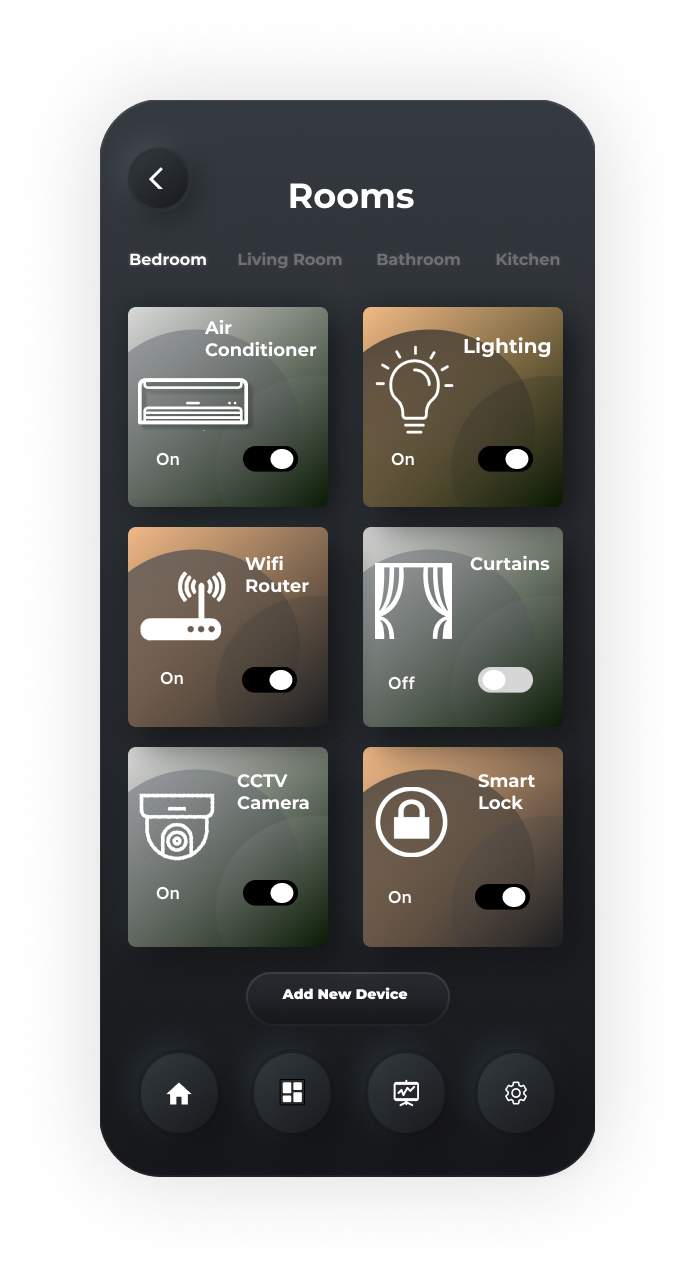 Rooms
Bedroom Living Room Bathroom Kitchen
Air
Conditioner
On
Lighting
On
Wifi
Router
On
Curtains
Off
CCTV
Camera
On
Smart
Lock
On
Add New Device